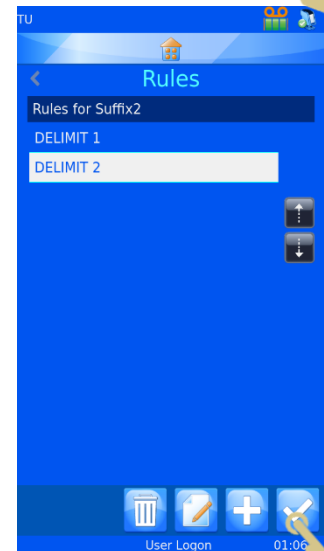 TU
Rules
Rules for Suffix2
DELIMIT 1
DELIMIT 2
User Logon 01:06